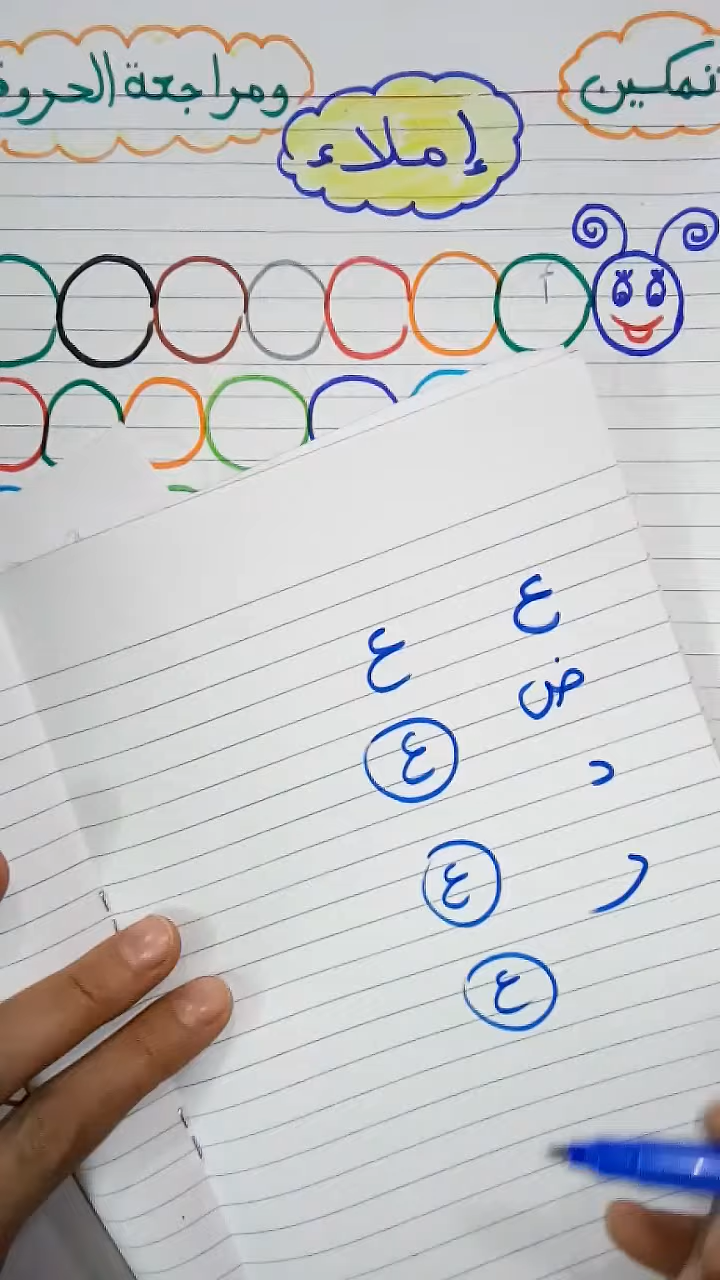 تمكين
ومراجعة الحروف
إملاء
ع ع
ض ع
د ع
ر ع